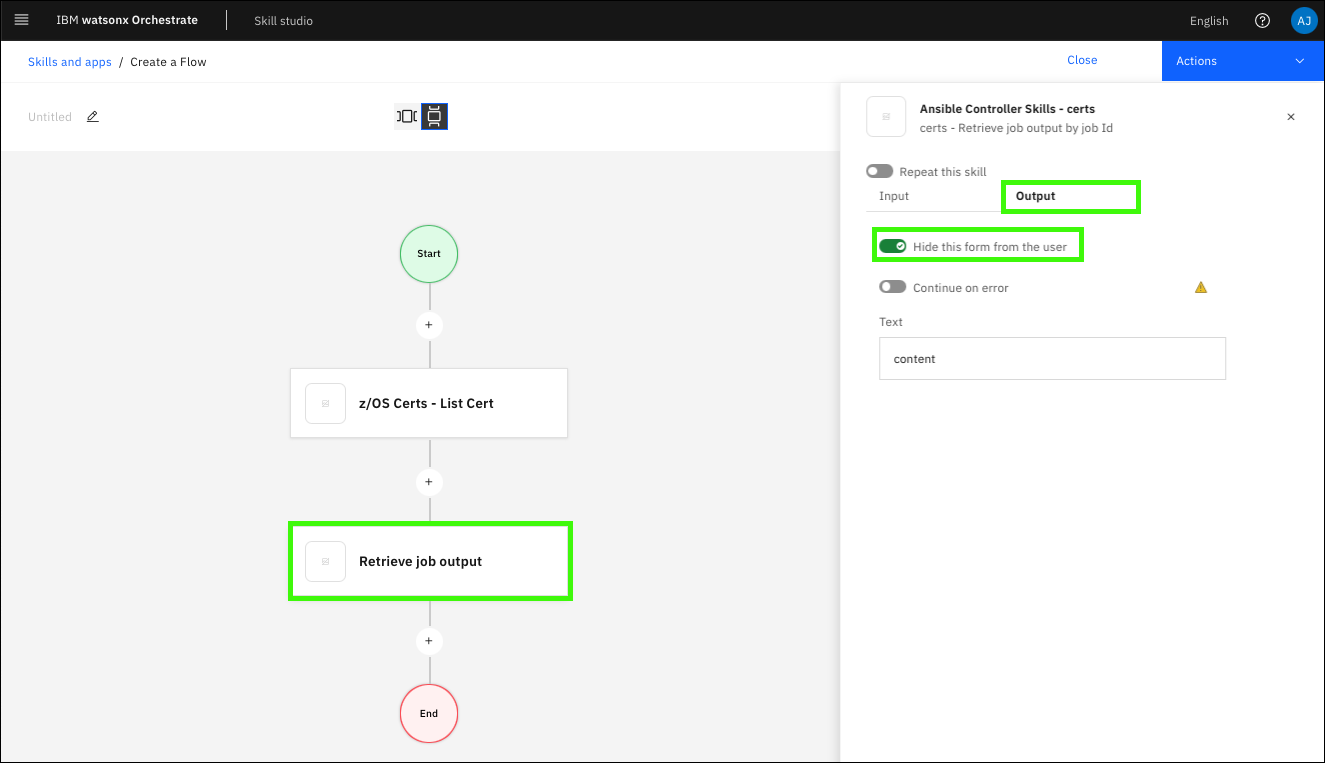 IBM watsonx Orchestrate
Skill studio
English
AJ
Skills and apps / Create a Flow
Close
Actions
Untitled
Ansible Controller Skills - certs
certs - Retrieve job output by job Id
Repeat this skill
Input
Output
Hide this form from the user
Continue on error
Text
content
Start
+
z/OS Certs - List Cert
+
Retrieve job output
+
End